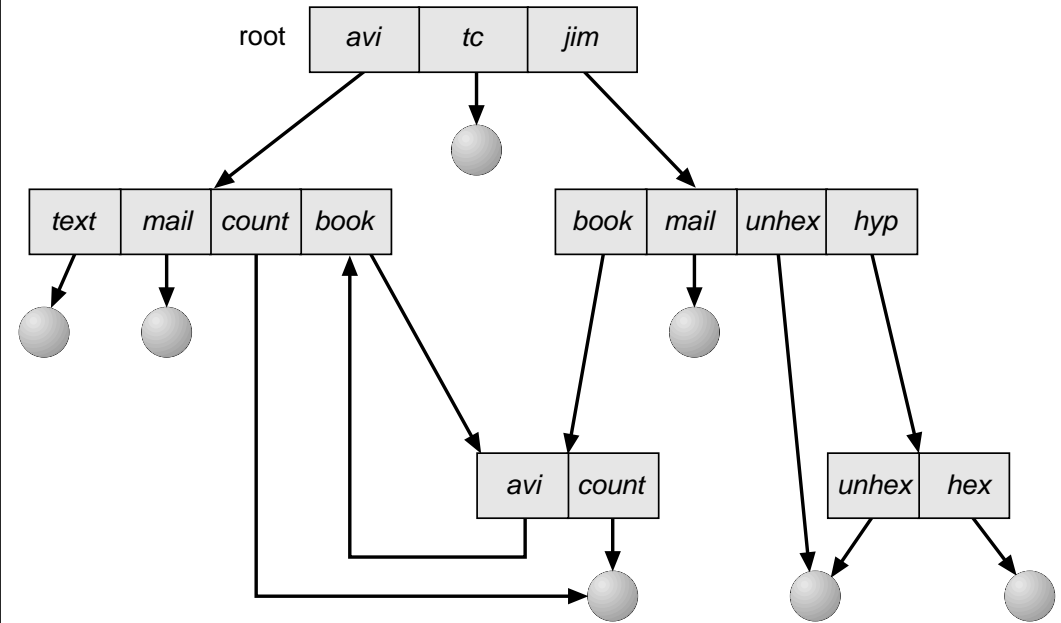 root avi tc jim
text mail count book book mail unhex hyp
avi count unhex hex